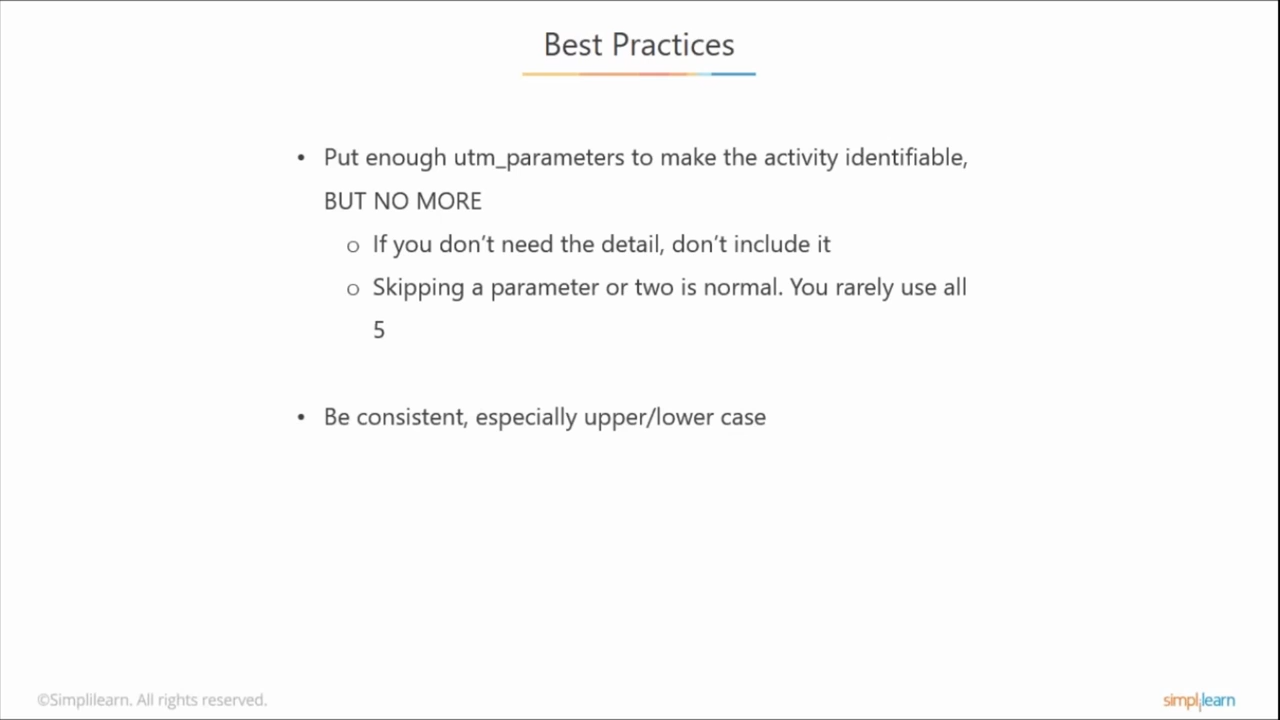 Best Practices
• Put enough utm_parameters to make the activity identifiable,
BUT NO MORE
o If you don’t need the detail, don’t include it
o Skipping a parameter or two is normal. You rarely use all
5
• Be consistent, especially upper/lower case
©Simplilearn. All rights reserved.
simplilearn